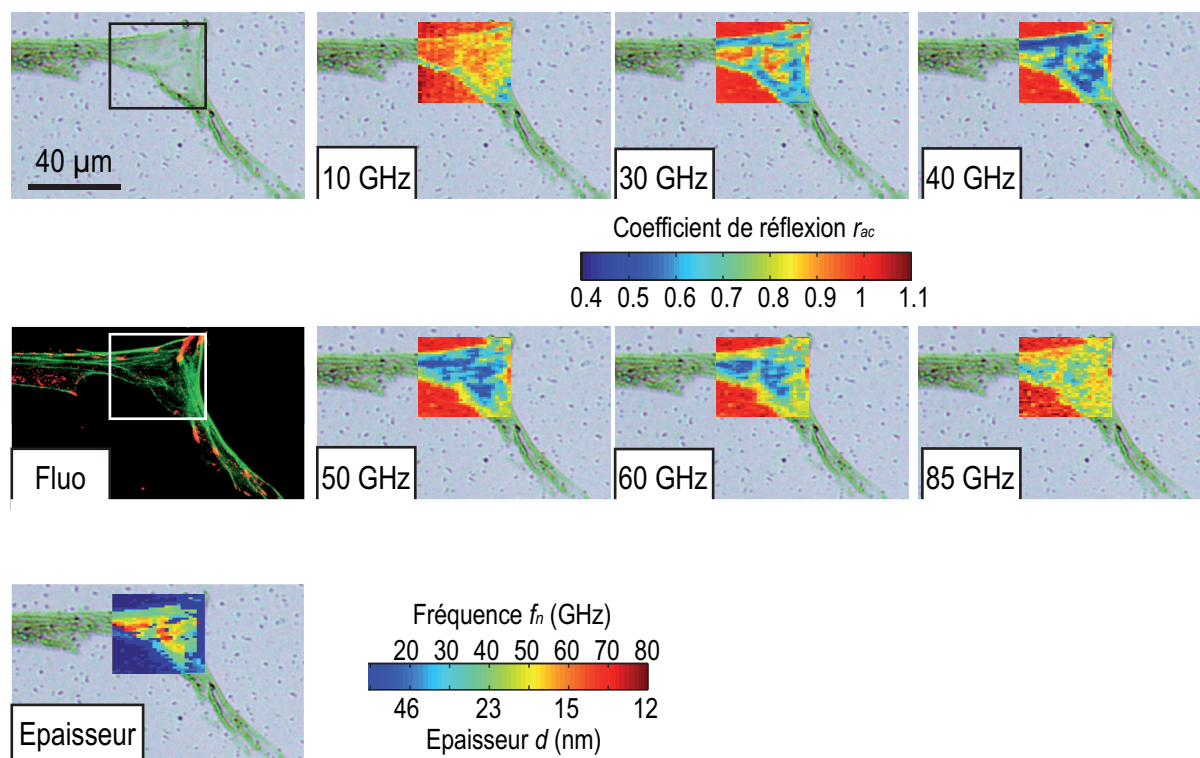 40 µm
10 GHz
30 GHz
40 GHz
Coefficient de réflexion rac
0.4 0.5 0.6 0.7 0.8 0.9 1 1.1
Fluo
50 GHz
60 GHz
85 GHz
Epaisseur
Fréquence fn (GHz)
20 30 40 50 60 70 80
46 23 15 12
Epaisseur d (nm)